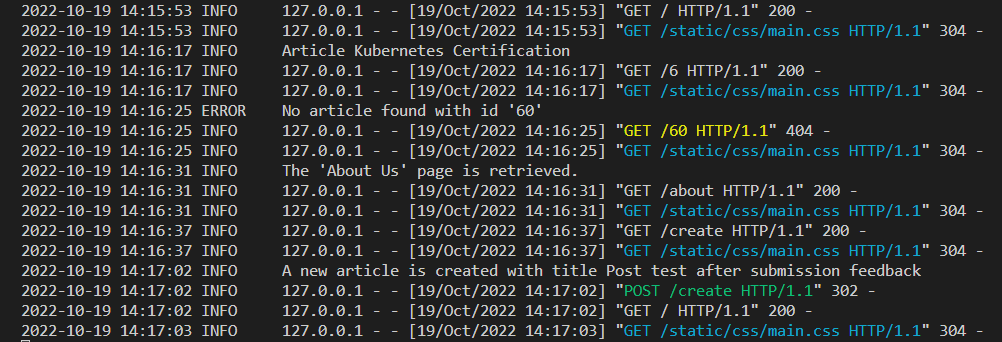 2022-10-19 14:15:53 INFO     127.0.0.1 - - [19/Oct/2022 14:15:53] "GET / HTTP/1.1" 200 -
2022-10-19 14:15:53 INFO     127.0.0.1 - - [19/Oct/2022 14:15:53] "GET /static/css/main.css HTTP/1.1" 304 -
2022-10-19 14:16:17 INFO     Article Kubernetes Certification
2022-10-19 14:16:17 INFO     127.0.0.1 - - [19/Oct/2022 14:16:17] "GET /6 HTTP/1.1" 200 -
2022-10-19 14:16:17 INFO     127.0.0.1 - - [19/Oct/2022 14:16:17] "GET /static/css/main.css HTTP/1.1" 304 -
2022-10-19 14:16:25 ERROR    No article found with id '60'
2022-10-19 14:16:25 INFO     127.0.0.1 - - [19/Oct/2022 14:16:25] "GET /60 HTTP/1.1" 404 -
2022-10-19 14:16:25 INFO     127.0.0.1 - - [19/Oct/2022 14:16:25] "GET /static/css/main.css HTTP/1.1" 304 -
2022-10-19 14:16:31 INFO     The 'About Us' page is retrieved.
2022-10-19 14:16:31 INFO     127.0.0.1 - - [19/Oct/2022 14:16:31] "GET /about HTTP/1.1" 200 -
2022-10-19 14:16:31 INFO     127.0.0.1 - - [19/Oct/2022 14:16:31] "GET /static/css/main.css HTTP/1.1" 304 -
2022-10-19 14:16:37 INFO     127.0.0.1 - - [19/Oct/2022 14:16:37] "GET /create HTTP/1.1" 200 -
2022-10-19 14:16:37 INFO     127.0.0.1 - - [19/Oct/2022 14:16:37] "GET /static/css/main.css HTTP/1.1" 304 -
2022-10-19 14:17:02 INFO     A new article is created with title Post test after submission feedback
2022-10-19 14:17:02 INFO     127.0.0.1 - - [19/Oct/2022 14:17:02] "POST /create HTTP/1.1" 302 -
2022-10-19 14:17:02 INFO     127.0.0.1 - - [19/Oct/2022 14:17:02] "GET / HTTP/1.1" 200 -
2022-10-19 14:17:03 INFO     127.0.0.1 - - [19/Oct/2022 14:17:03] "GET /static/css/main.css HTTP/1.1" 304 -